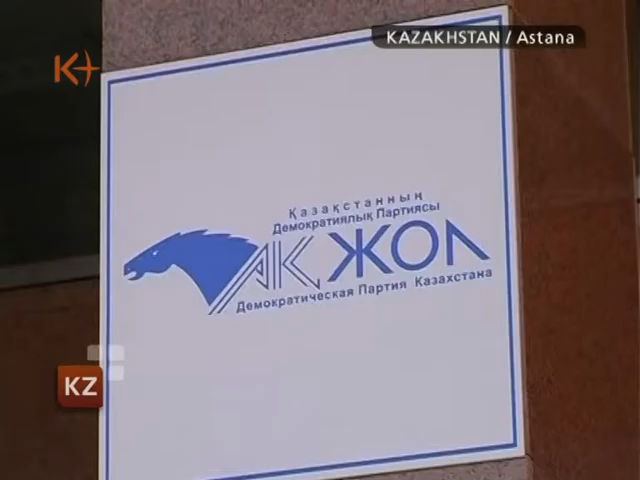 KAZAKHSTAN / Astana
K+
Қазақстанның
Демократиялық Партиясы
АҚ ЖОЛ
Демократическая Партия Казахстана
KZ